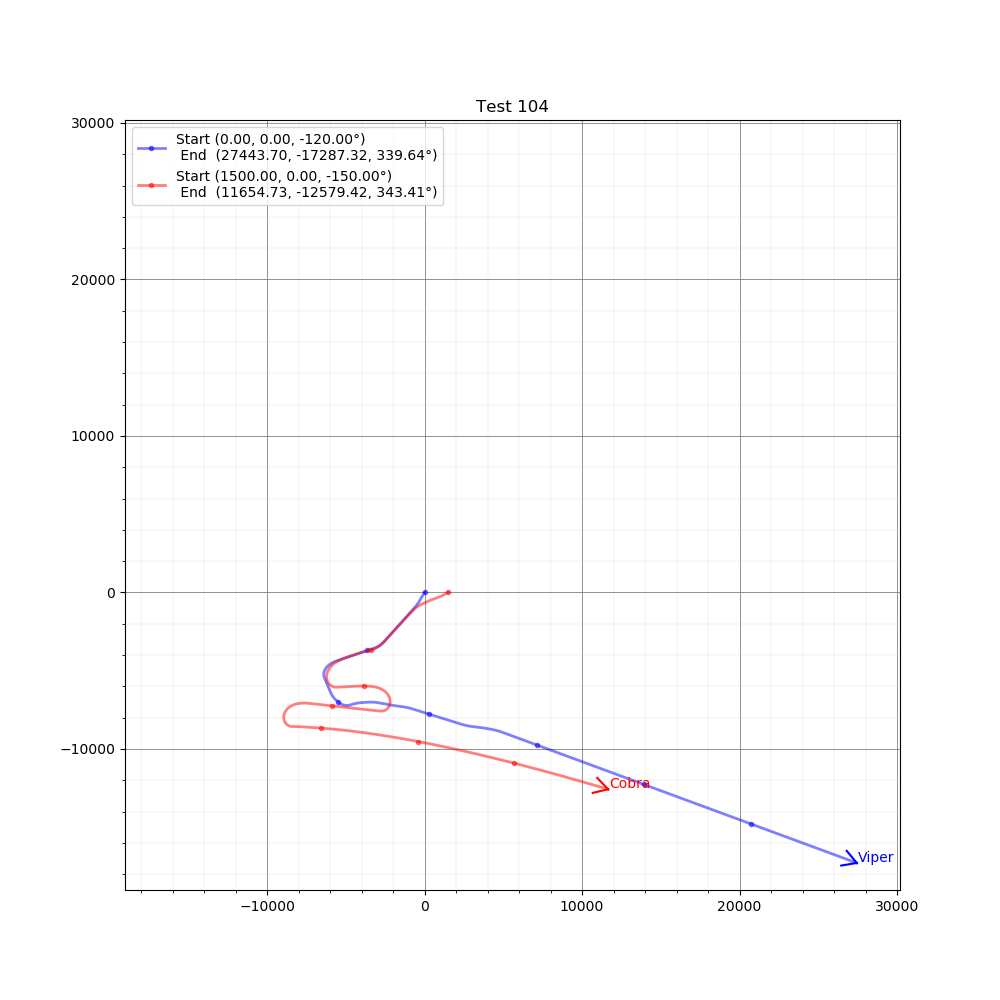 Test 104
30000
20000
10000
0
−10000
Start (0.00, 0.00, -120.00°)
End  (27443.70, -17287.32, 339.64°)
Start (1500.00, 0.00, -150.00°)
End  (11654.73, -12579.42, 343.41°)
Cobra
Viper
−10000
0
10000
20000
30000